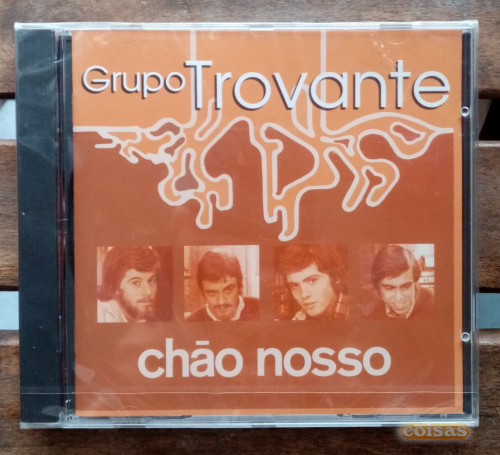 Grupo Trovante
chão nosso
coisas